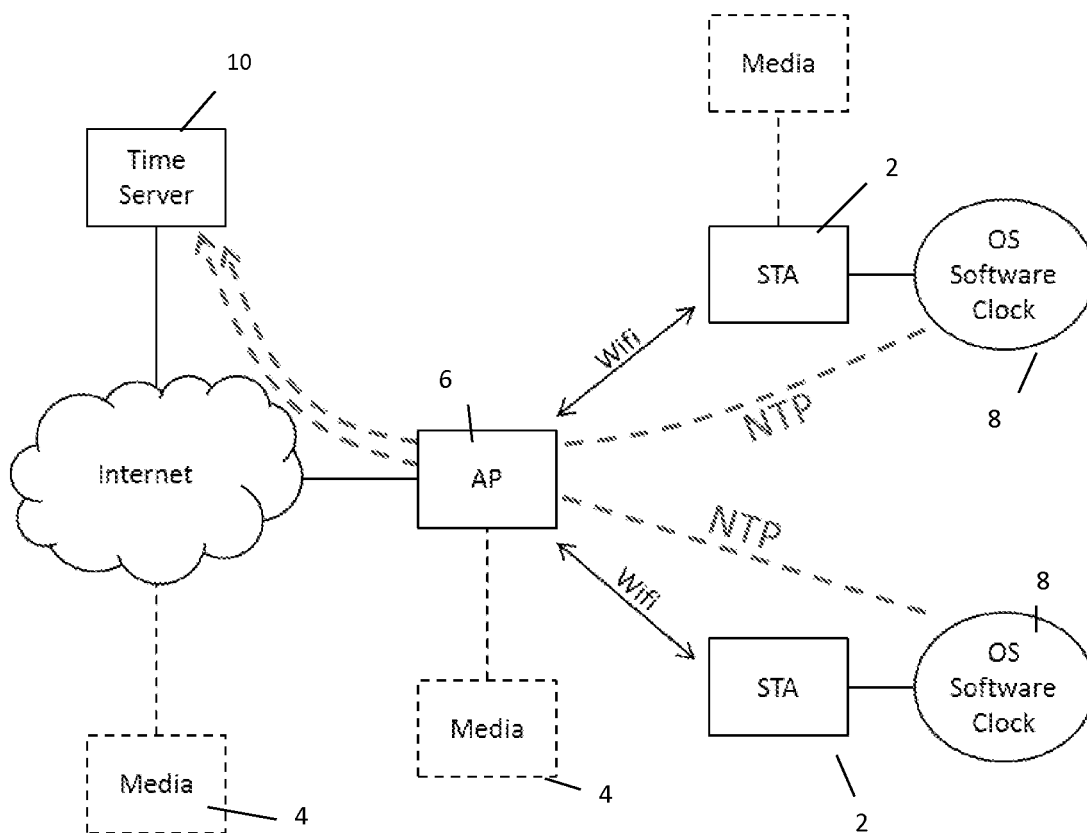 Media
10
Time
Server
2
STA
OS
Software
Clock
Wifi
8
6
NTP
AP
Internet
NTP
Wifi
8
STA
OS
Software
Clock
Media
Media
4
4
2